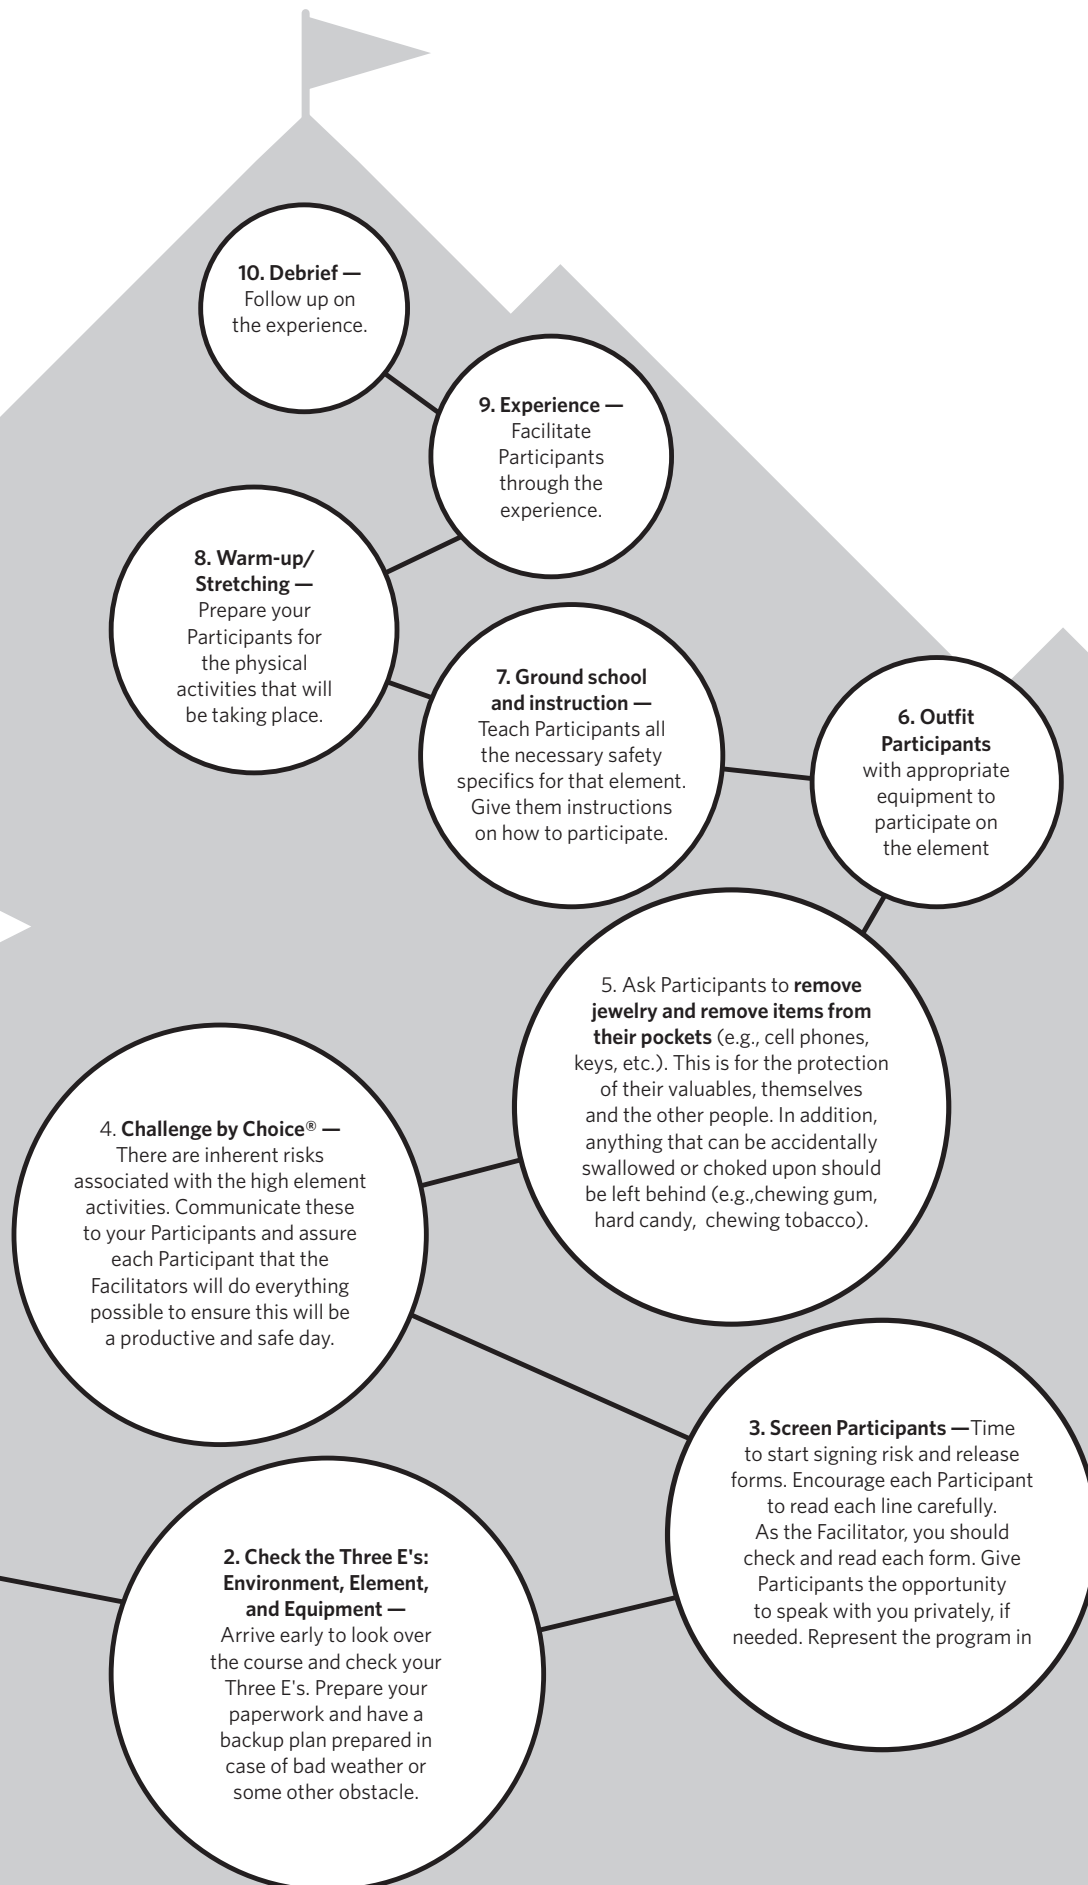 10. Debrief —
Follow up on
the experience.
9. Experience —
Facilitate
Participants
through the
experience.
8. Warm-up/
Stretching —
Prepare your
Participants for
the physical
activities that will
be taking place.
7. Ground school
and instruction —
Teach Participants all
the necessary safety
specifics for that element.
Give them instructions
on how to participate.
6. Outfit
Participants
with appropriate
equipment to
participate on
the element
5. Ask Participants to remove
jewelry and remove items from
their pockets (e.g., cell phones,
keys, etc.). This is for the protection
of their valuables, themselves
and the other people. In addition,
anything that can be accidentally
swallowed or choked upon should
be left behind (e.g.,chewing gum,
hard candy, chewing tobacco).
4. Challenge by Choice® —
There are inherent risks
associated with the high element
activities. Communicate these
to your Participants and assure
each Participant that the
Facilitators will do everything
possible to ensure this will be
a productive and safe day.
3. Screen Participants —Time
to start signing risk and release
forms. Encourage each Participant
to read each line carefully.
As the Facilitator, you should
check and read each form. Give
Participants the opportunity
to speak with you privately, if
needed. Represent the program in
2. Check the Three E's:
Environment, Element,
and Equipment —
Arrive early to look over
the course and check your
Three E's. Prepare your
paperwork and have a
backup plan prepared in
case of bad weather or
some other obstacle.